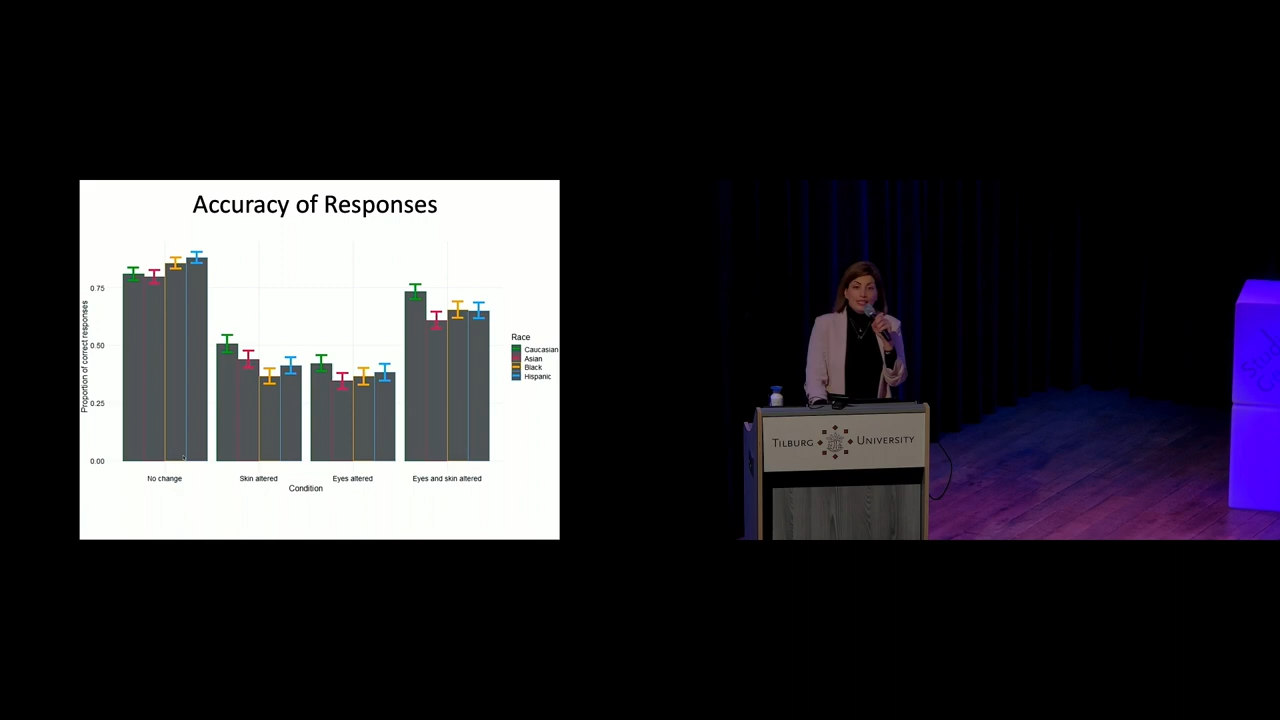 Accuracy of Responses
Proportion of correct responses
0.75
0.50
0.25
0.00
No change
Skin altered
Eyes altered
Eyes and skin altered
Condition
Race
Caucasian
Asian
Black
Hispanic
TILBURG UNIVERSITY